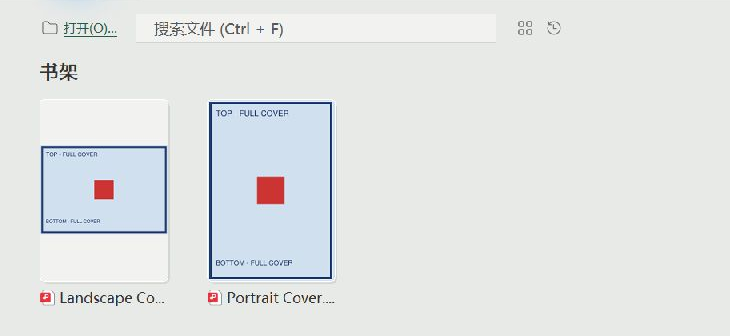 打开(O)...
搜索文件 (Ctrl + F)
书架
TOP - FULL COVER
BOTTOM - FULL COVER
Landscape Co...
TOP - FULL COVER
BOTTOM - FULL COVER
Portrait Cover....